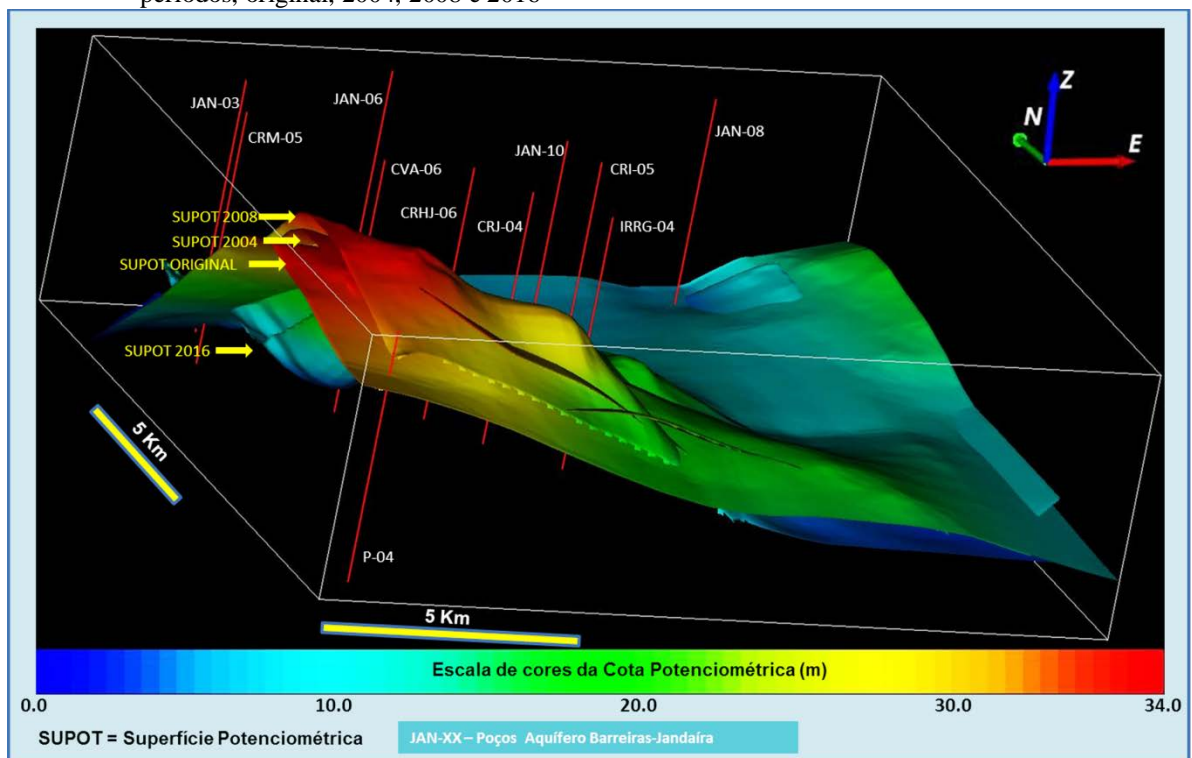 períodos, original, 2004, 2008 e 2016
JAN-03
JAN-06
CRM-05
JAN-08
JAN-10
CVA-06
CRI-05
CRHJ-06
CRJ-04
IRRG-04
Z
N
E
SUPOT 2008
SUPOT 2004
SUPOT ORIGINAL
SUPOT 2016
5 Km
P-04
5 Km
Escala de cores da Cota Potenciométrica (m)
0.0 10.0 20.0 30.0 34.0
SUPOT = Superfície Potenciométrica
JAN-XX – Poços Aquífero Barreiras-Jandaíra